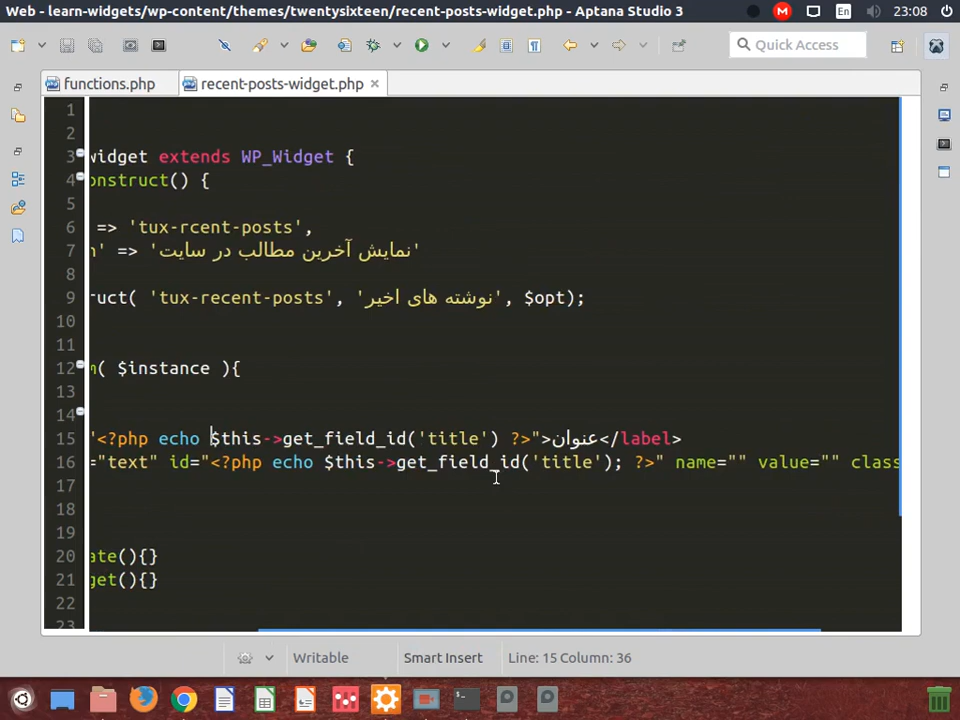 Web - learn-widgets/wp-content/themes/twentysixteen/recent-posts-widget.php - Aptana Studio 3
En
23:08
Quick Access
functions.php
recent-posts-widget.php
1
2
3 Widget extends WP_Widget {
4 onstruct() {
5
6 => 'tux-rcent-posts',
7 n' => 'نمایش آخرین مطالب در سایت'
8
9 ruct( 'tux-recent-posts', 'نوشته های اخیر', $opt);
10
11
12 m( $instance ){
13
14
15 "<?php echo $this->get_field_id('title') ?>">عنوان</label>
16 ="text" id="<?php echo $this->get_field_id('title'); ?>" name="" value="" class
17
18
19
20 ate(){}
21 get(){}
22
23
Writable
Smart Insert
Line: 15 Column: 36